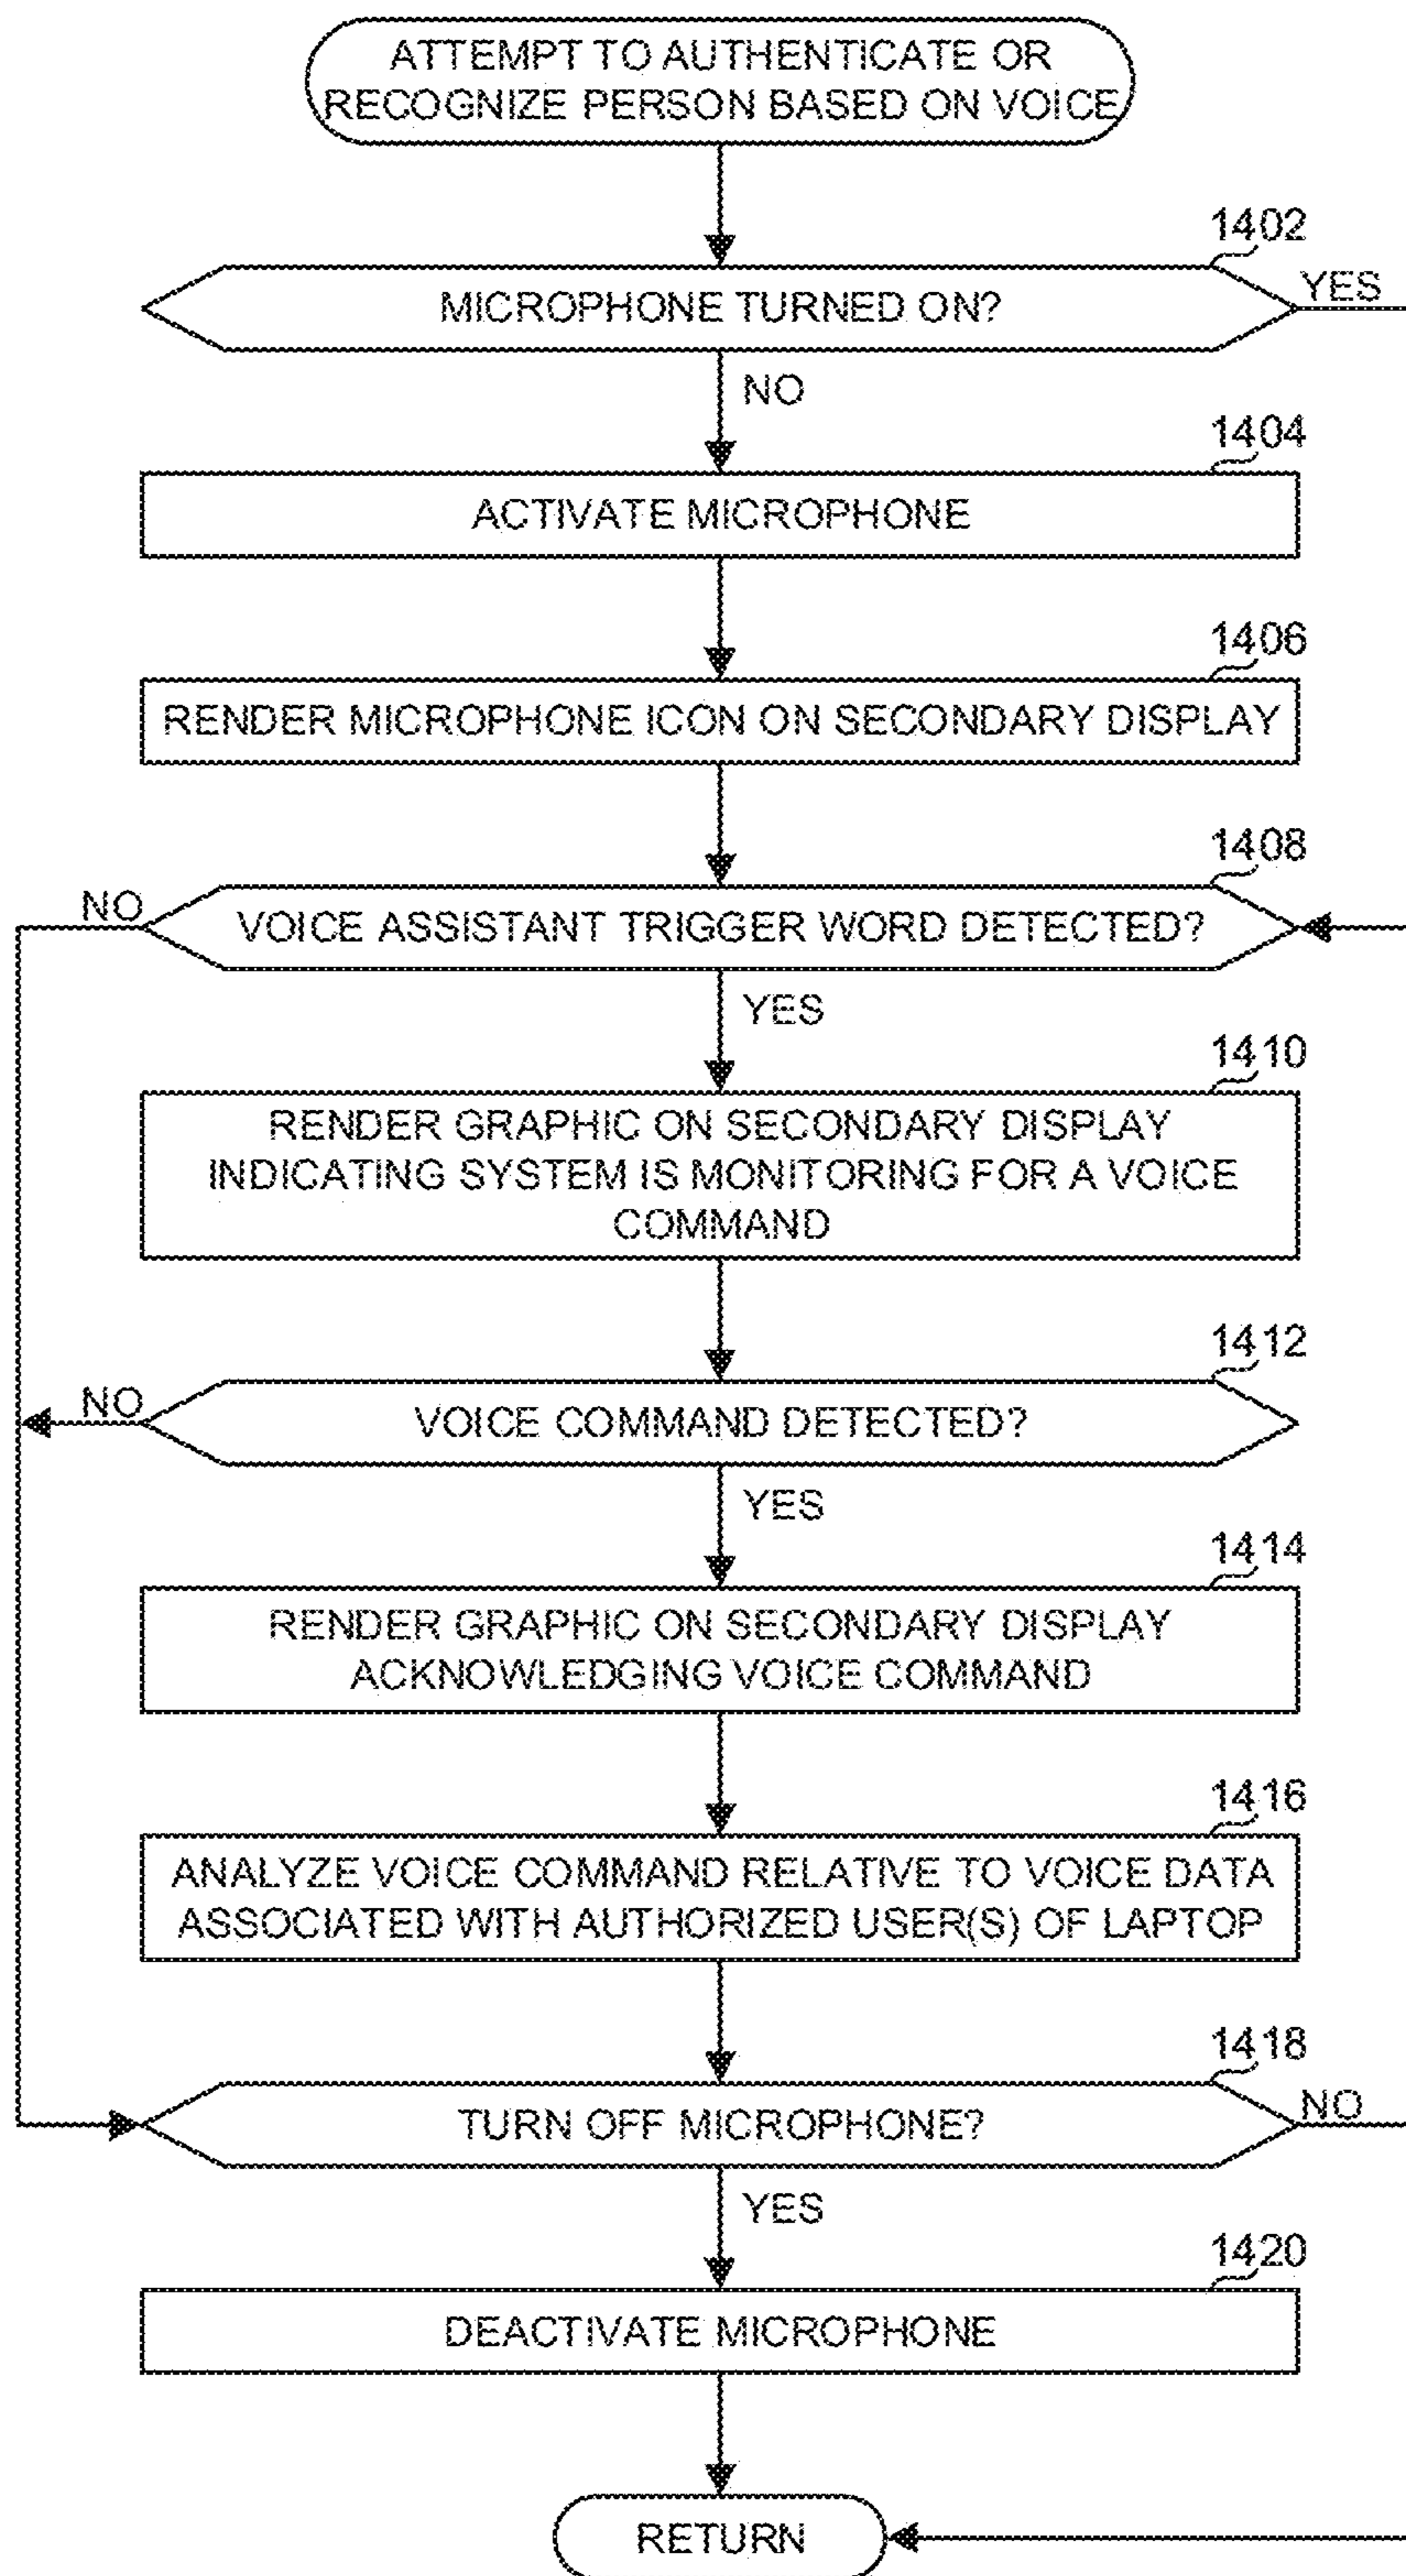 ATTEMPT TO AUTHENTICATE OR
RECOGNIZE PERSON BASED ON VOICE
1402
MICROPHONE TURNED ON?
YES
NO
1404
ACTIVATE MICROPHONE
1406
RENDER MICROPHONE ICON ON SECONDARY DISPLAY
1408
NO
VOICE ASSISTANT TRIGGER WORD DETECTED?
YES
1410
RENDER GRAPHIC ON SECONDARY DISPLAY
INDICATING SYSTEM IS MONITORING FOR A VOICE
COMMAND
1412
NO
VOICE COMMAND DETECTED?
YES
1414
RENDER GRAPHIC ON SECONDARY DISPLAY
ACKNOWLEDGING VOICE COMMAND
1416
ANALYZE VOICE COMMAND RELATIVE TO VOICE DATA
ASSOCIATED WITH AUTHORIZED USER(S) OF LAPTOP
1418
TURN OFF MICROPHONE?
NO
YES
1420
DEACTIVATE MICROPHONE
RETURN